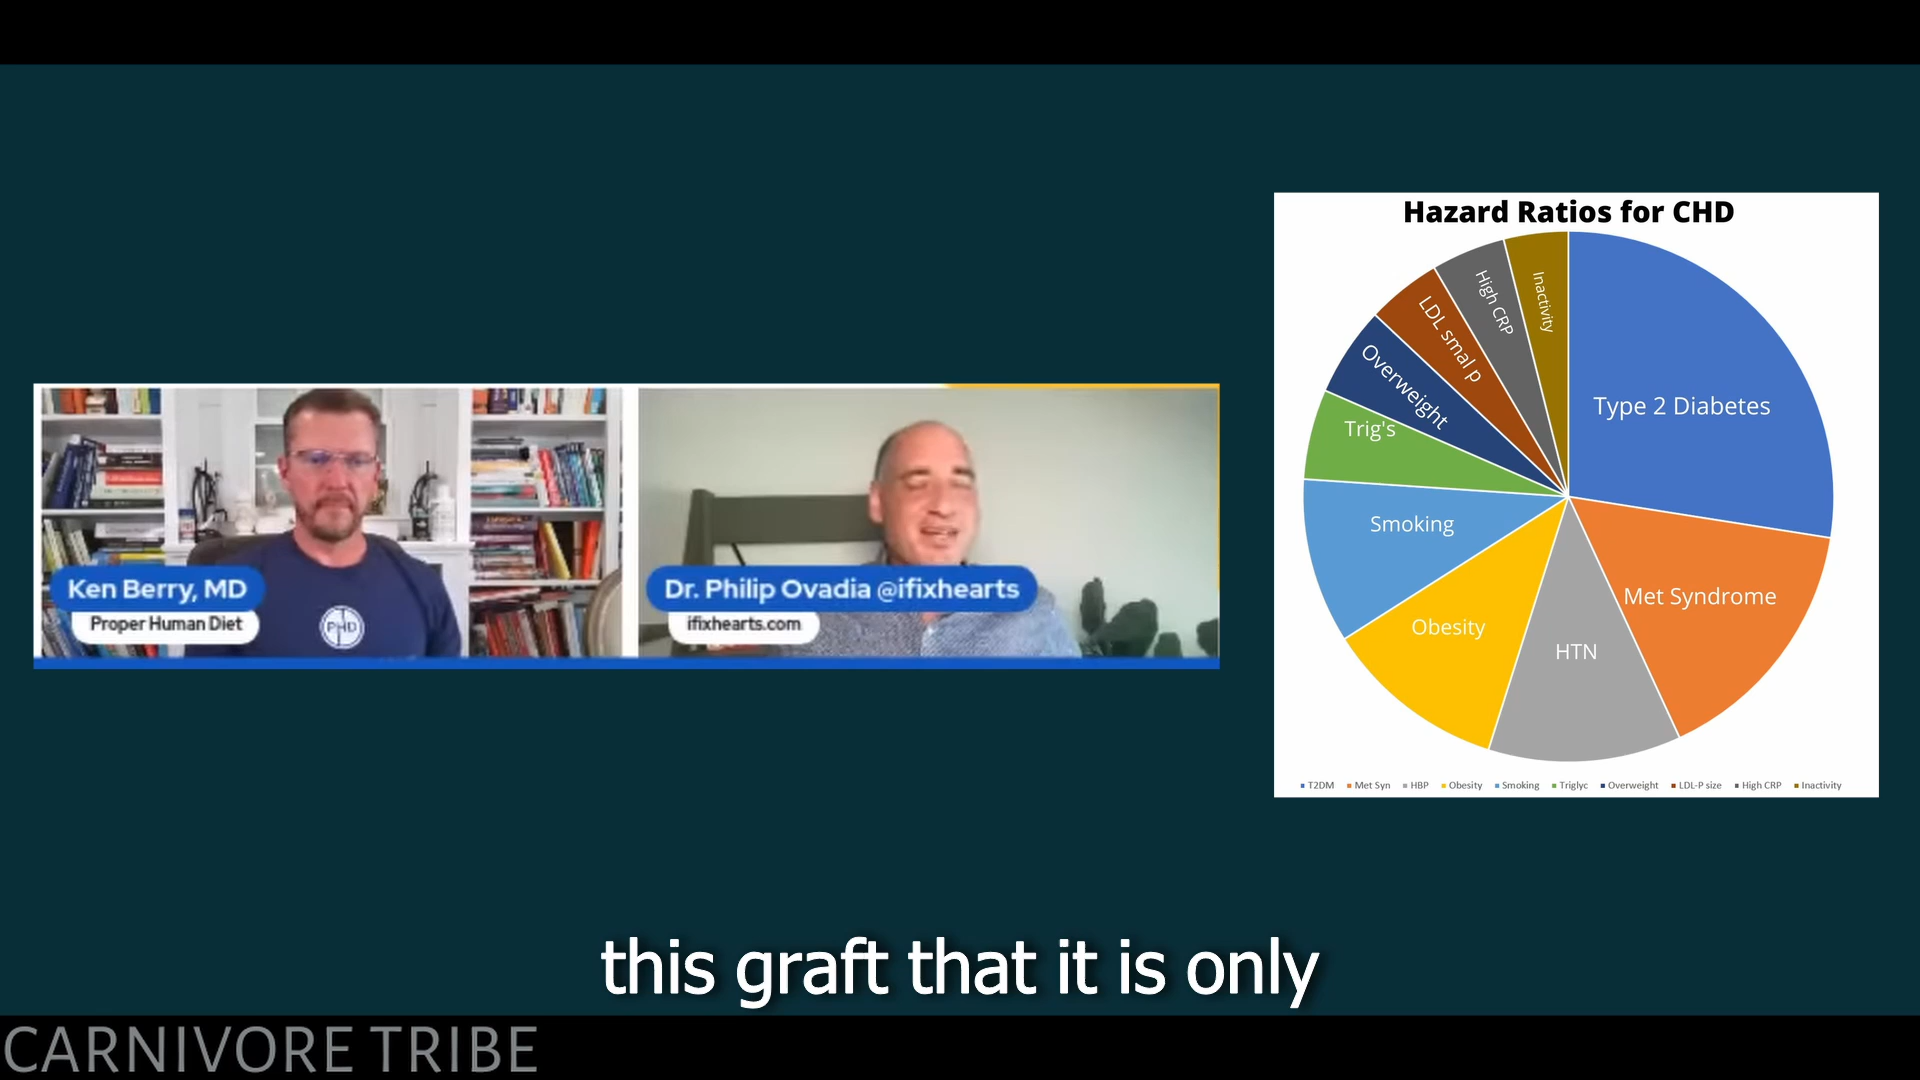 Hazard Ratios for CHD
Inactivity
High CRP
LDL smal p
Overweight
Trig's
Type 2 Diabetes
Smoking
Met Syndrome
Obesity
HTN
T2DM Met Syn HBP Obesity Smoking Triglyc Overweight LDL-P size High CRP Inactivity
Ken Berry, MD
Proper Human Diet
PHD
Dr. Philip Ovadia @ifixhearts
ifixhearts.com
this graft that it is only
CARNIVORE TRIBE